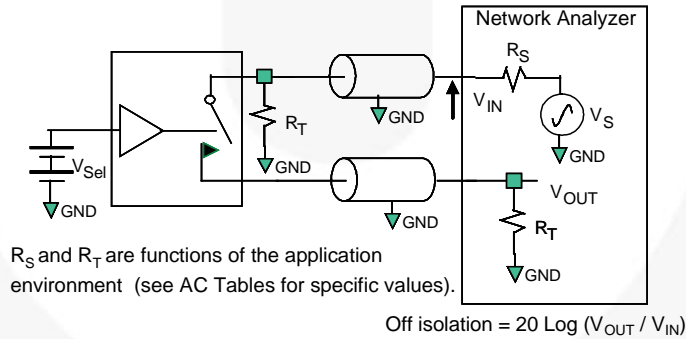 Network Analyzer
RS
VIN
VS
GND
RT
GND
GND
VSel
GND
GND
VOUT
RT
GND
RS and RT are functions of the application
environment (see AC Tables for specific values).
Off isolation = 20 Log (VOUT / VIN)